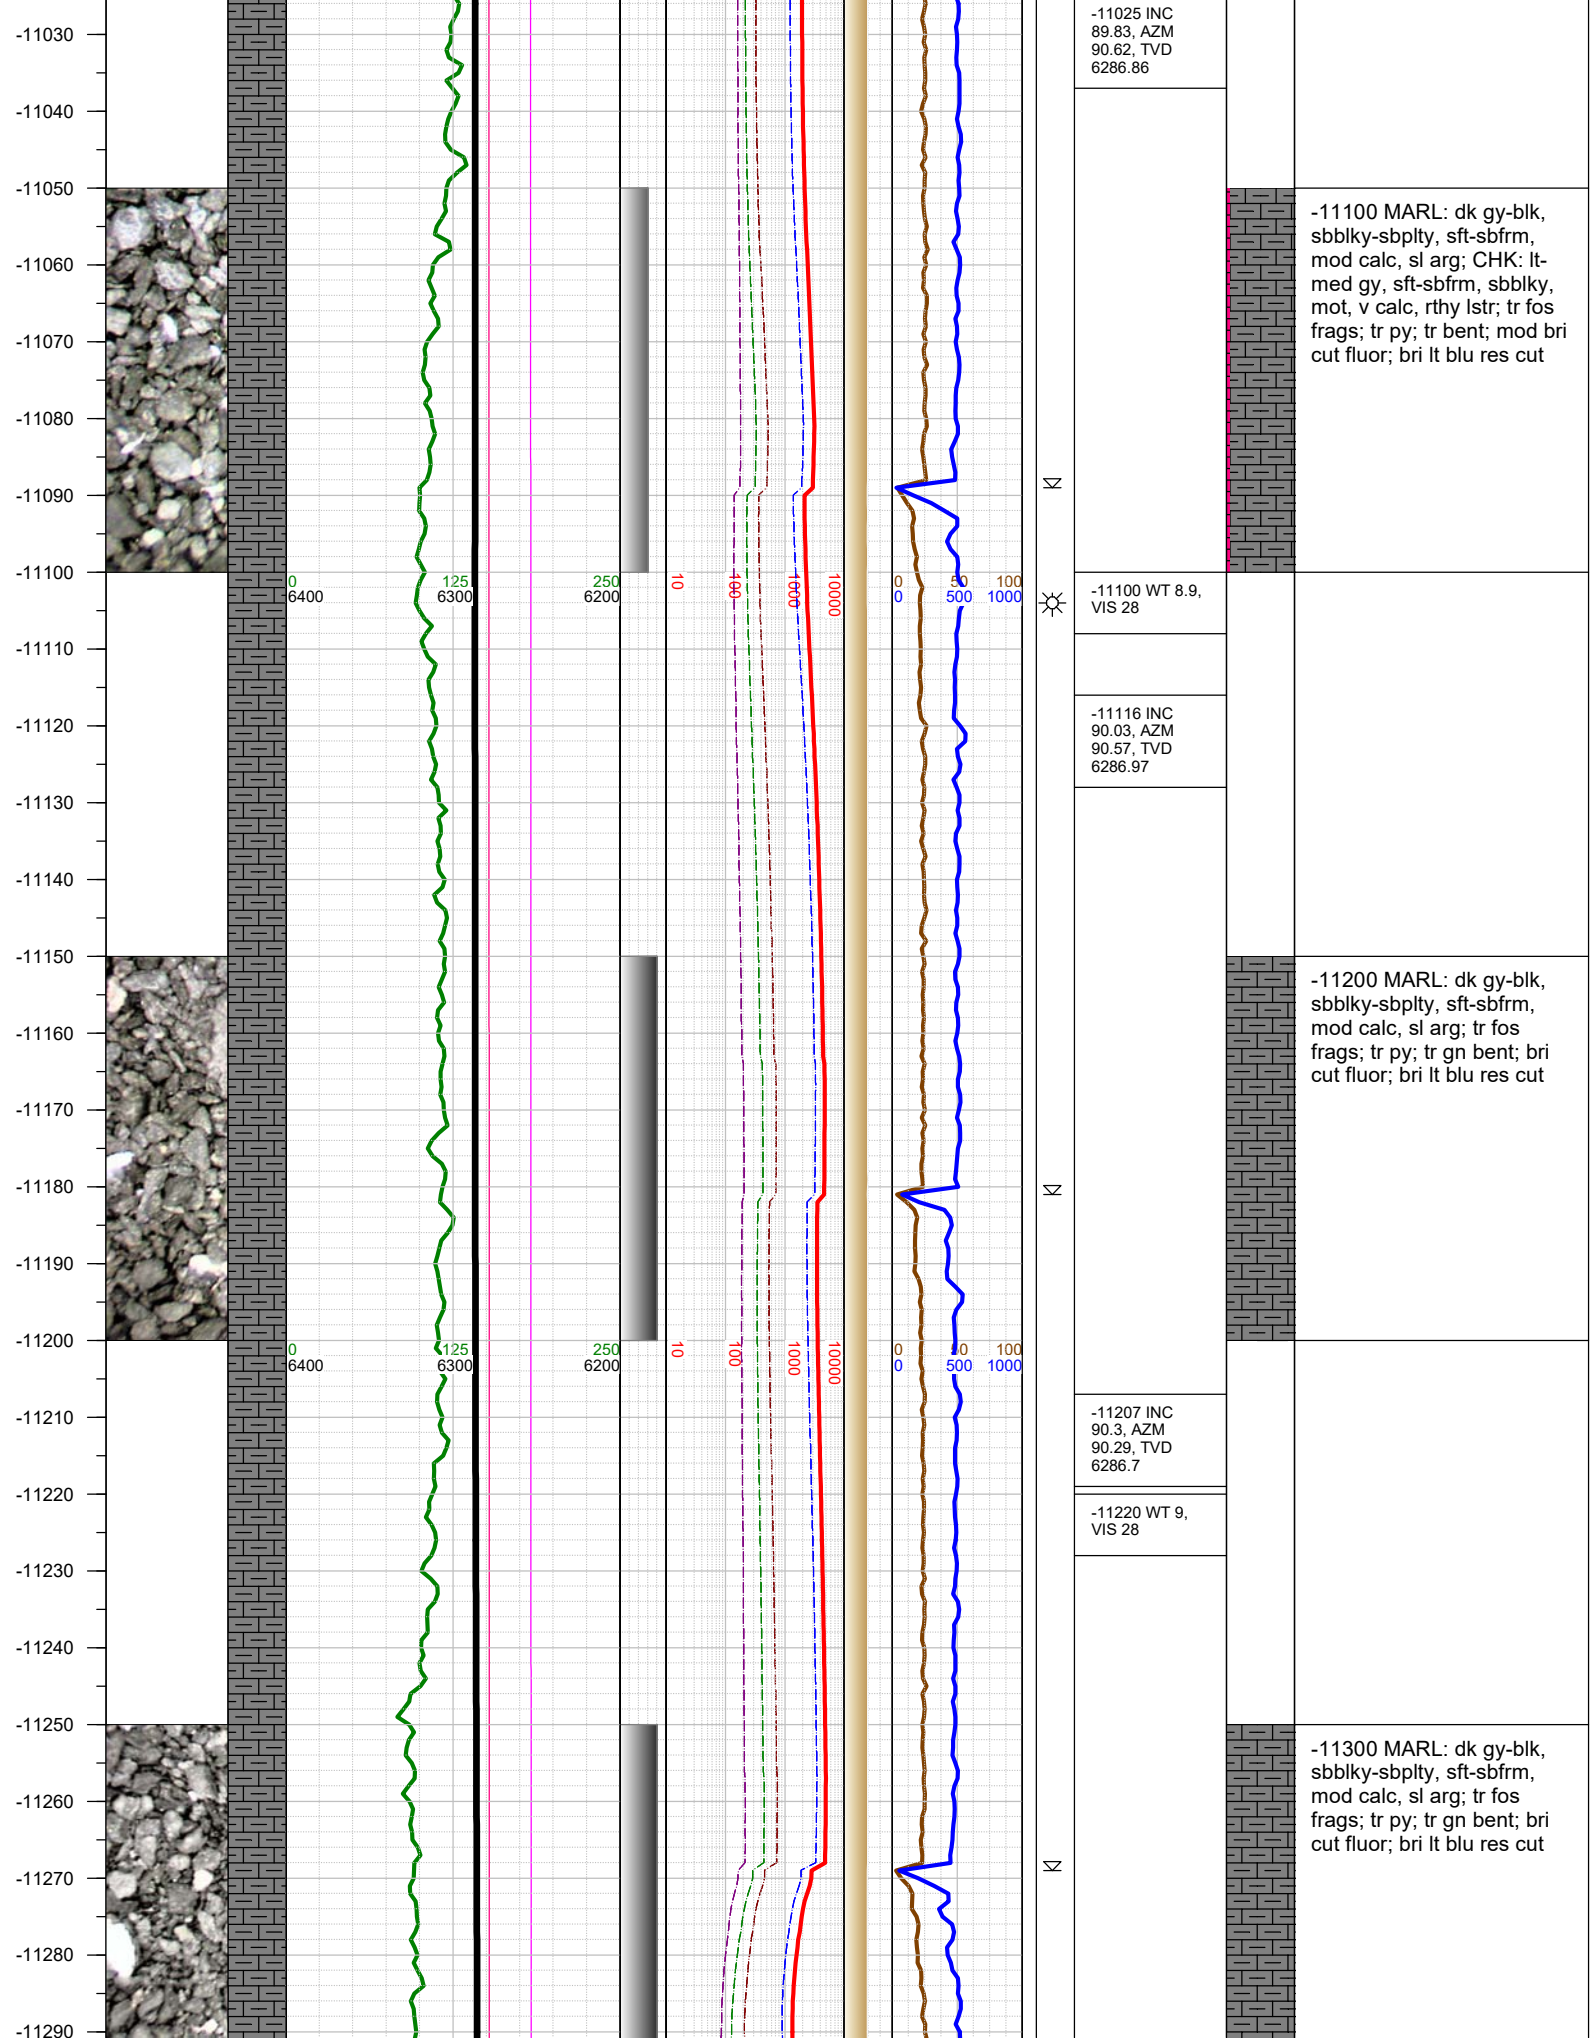 -11030
-11040
-11050
-11060
-11070
-11080
-11090
-11100
-11110
-11120
-11130
-11140
-11150
-11160
-11170
-11180
-11190
-11200
-11210
-11220
-11230
-11240
-11250
-11260
-11270
-11280
-11290
0 125 250
6400 6300 6200
10 100 1000 10000
0 50 100
0 500 1000
0 125 250
6400 6300 6200
10 100 1000 10000
0 50 100
0 500 1000
-11025 INC
89.83, AZM
90.62, TVD
6286.86
-11100 WT 8.9,
VIS 28
-11116 INC
90.03, AZM
90.57, TVD
6286.97
-11207 INC
90.3, AZM
90.29, TVD
6286.7
-11220 WT 9,
VIS 28
-11100 MARL: dk gy-blk,
sbblky-sbplty, sft-sbfrm,
mod calc, sl arg; CHK: lt-
med gy, sft-sbfrm, sbblky,
mot, v calc, rthy lstr; tr fos
frags; tr py; tr bent; mod bri
cut fluor; bri lt blu res cut
-11200 MARL: dk gy-blk,
sbblky-sbplty, sft-sbfrm,
mod calc, sl arg; tr fos
frags; tr py; tr gn bent; bri
cut fluor; bri lt blu res cut
-11300 MARL: dk gy-blk,
sbblky-sbplty, sft-sbfrm,
mod calc, sl arg; tr fos
frags; tr py; tr gn bent; bri
cut fluor; bri lt blu res cut